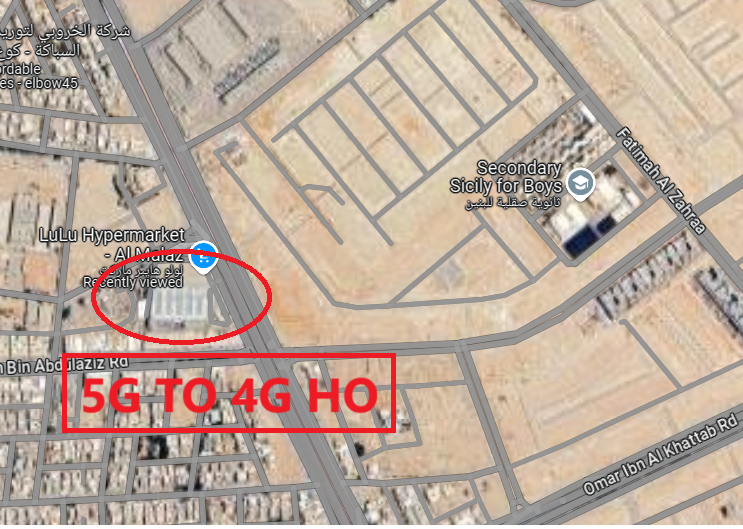 شركة الخروبي لتوريد
السباكة - كوع
ordable
es - elbow45
Secondary
Sicily for Boys
ثانوية صقلية للبنين
Fatimah Al Zahraa
LuLu Hypermarket
- Al Malaz
لولو هايبر ماركت
Recently viewed
n Bin Abdulaziz Rd
5G TO 4G HO
Omar Ibn Al Khattab Rd